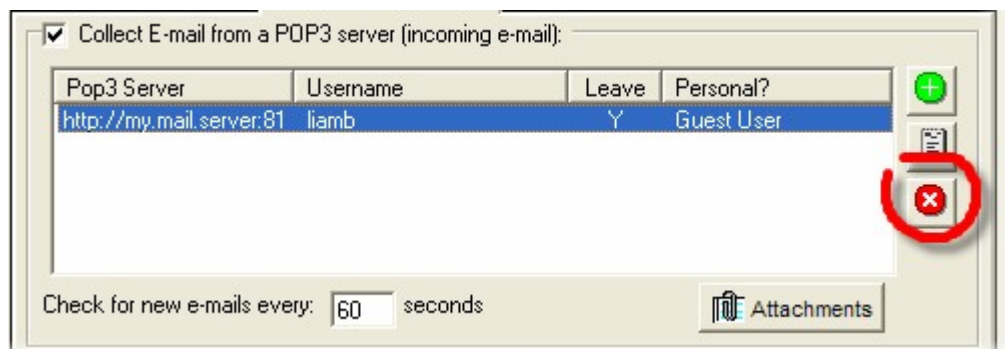 Collect E-mail from a POP3 server (incoming e-mail):
Pop3 Server Username Leave Personal?
http://my.mail.server:81 liamb Y Guest User
Check for new e-mails every: 60 seconds Attachments